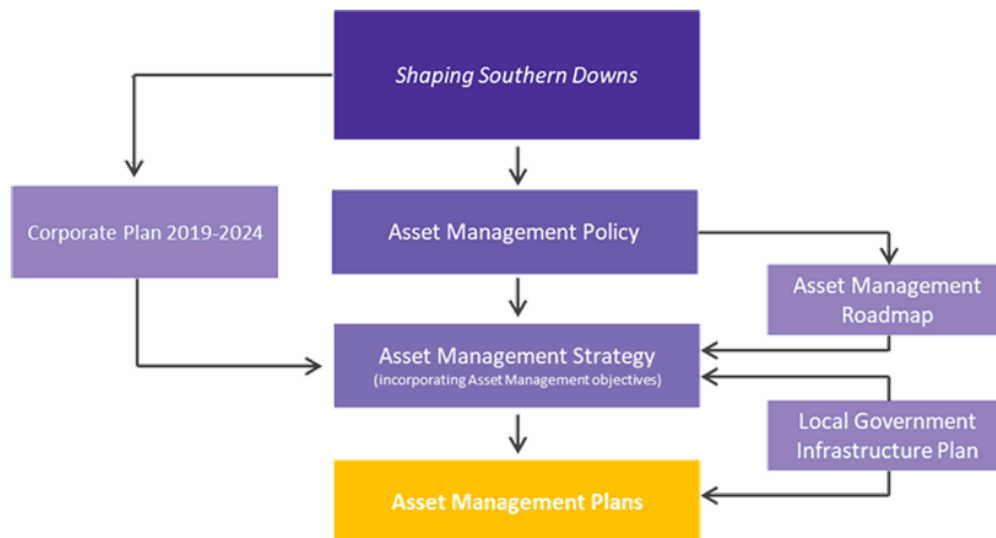 Shaping Southern Downs
Corporate Plan 2019-2024
Asset Management Policy
Asset Management
Roadmap
Asset Management Strategy
(incorporating Asset Management objectives)
Local Government
Infrastructure Plan
Asset Management Plans